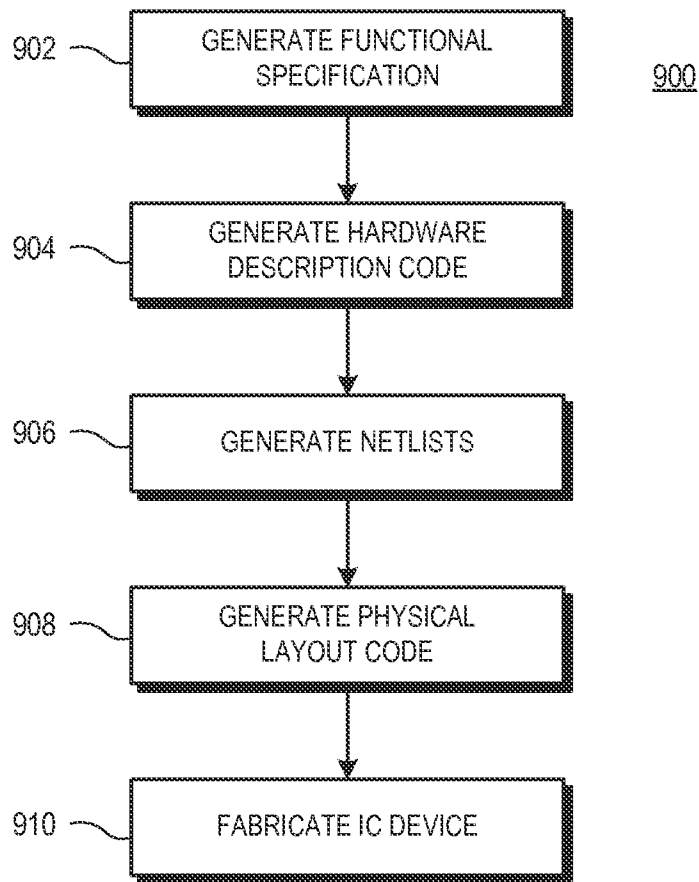 902
GENERATE FUNCTIONAL
SPECIFICATION
900
904
GENERATE HARDWARE
DESCRIPTION CODE
906
GENERATE NETLISTS
908
GENERATE PHYSICAL
LAYOUT CODE
910
FABRICATE IC DEVICE